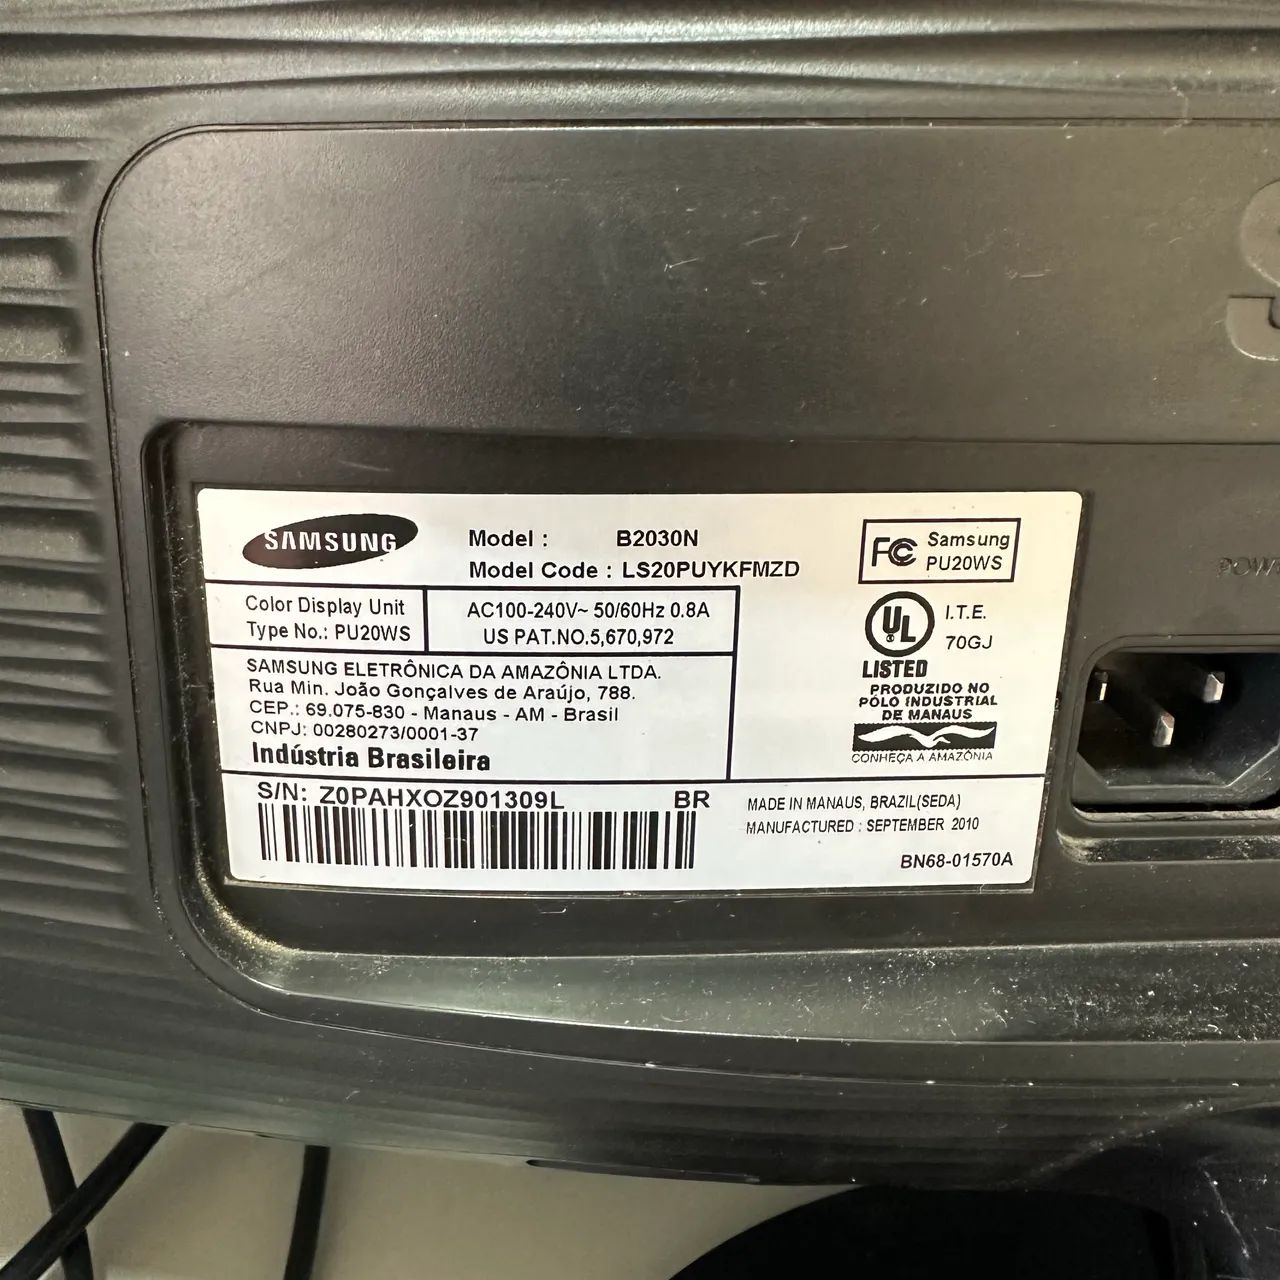 SAMSUNG
Model : B2030N
Model Code : LS20PUYKFMZD
FC Samsung
PU20WS
Color Display Unit
Type No.: PU20WS
AC100-240V~ 50/60Hz 0.8A
US PAT.NO.5,670,972
UL
LISTED
I.T.E.
70GJ
SAMSUNG ELETRÔNICA DA AMAZÔNIA LTDA.
Rua Min. João Gonçalves de Araújo, 788.
CEP.: 69.075-830 - Manaus - AM - Brasil
CNPJ: 00280273/0001-37
Indústria Brasileira
PRODUZIDO NO
PÓLO INDUSTRIAL
DE MANAUS
CONHEÇA A AMAZÔNIA
S/N: Z0PAHXOZ901309L BR
MADE IN MANAUS, BRAZIL(SEDA)
MANUFACTURED : SEPTEMBER 2010
BN68-01570A